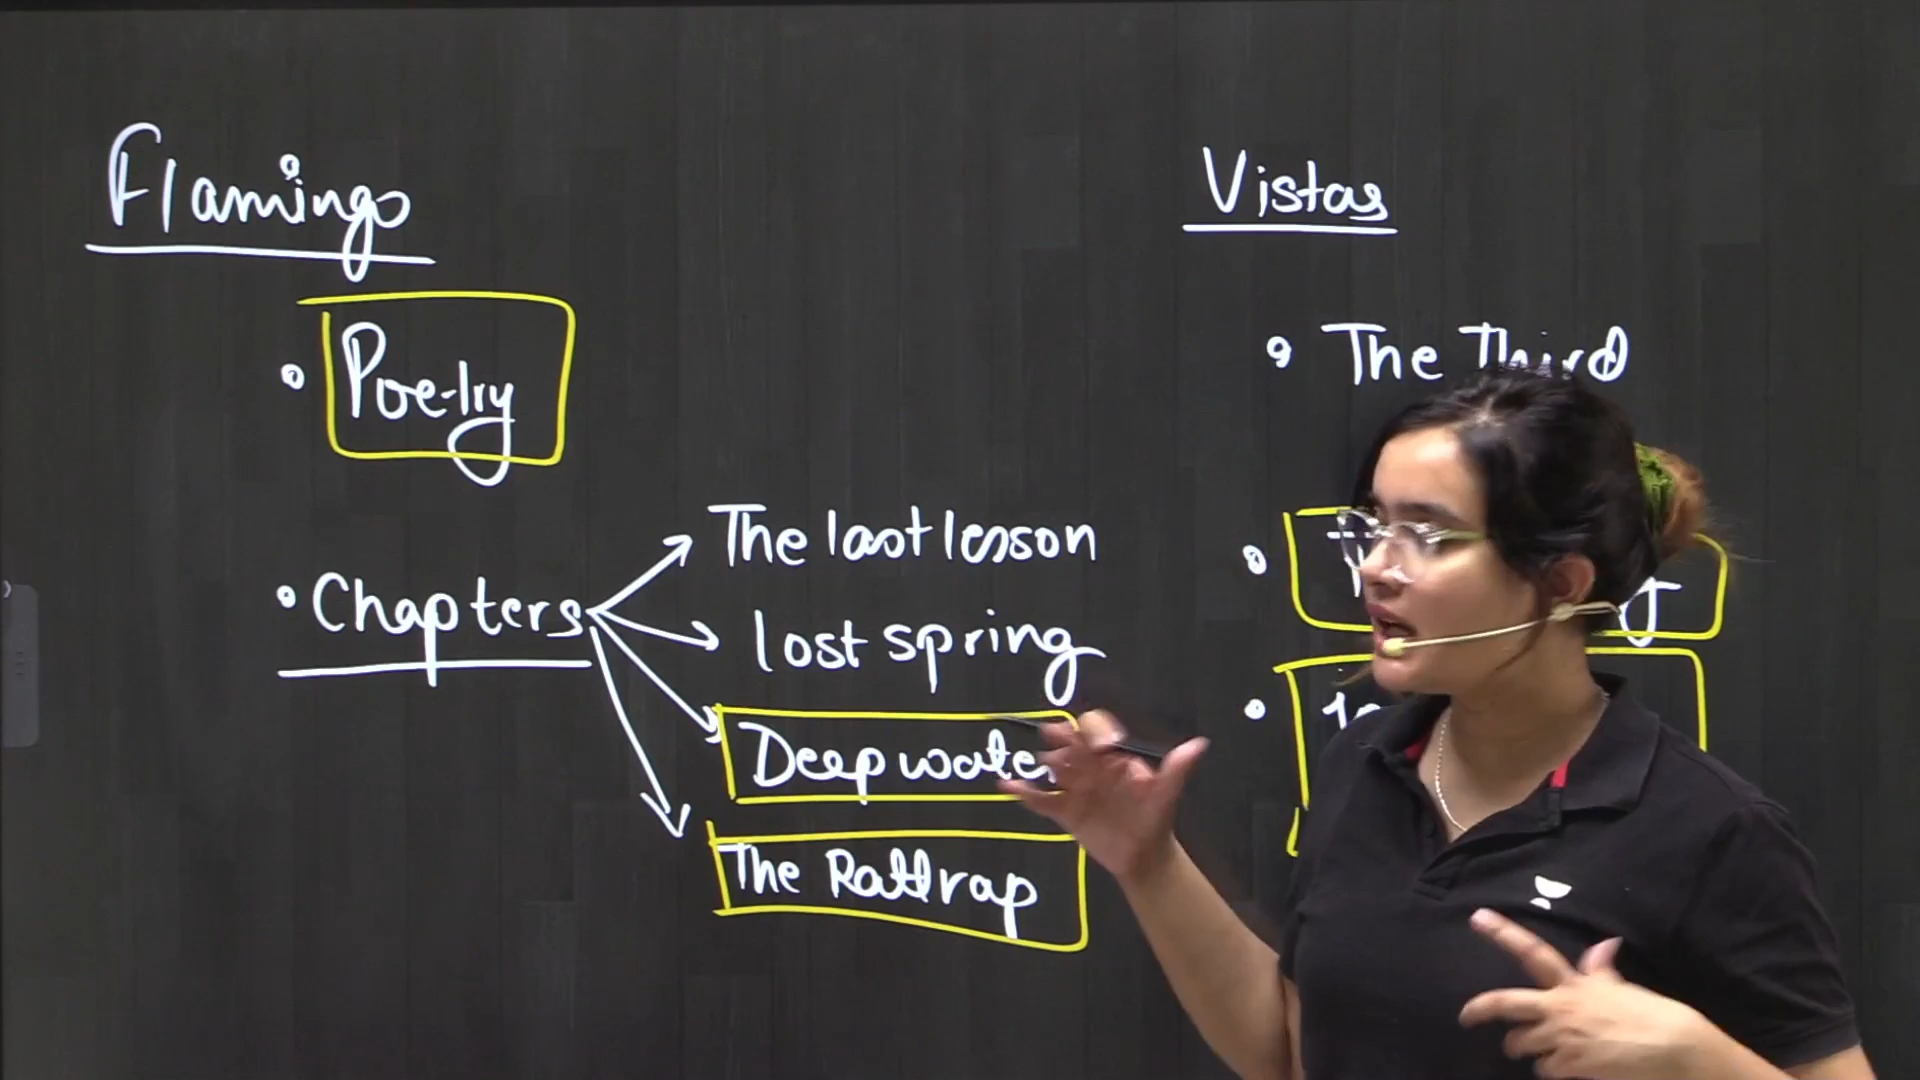 Flamingo
• Poetry
• Chapters
The last lesson
lost spring
Deep water
The Rattrap
Vistas
• The Third